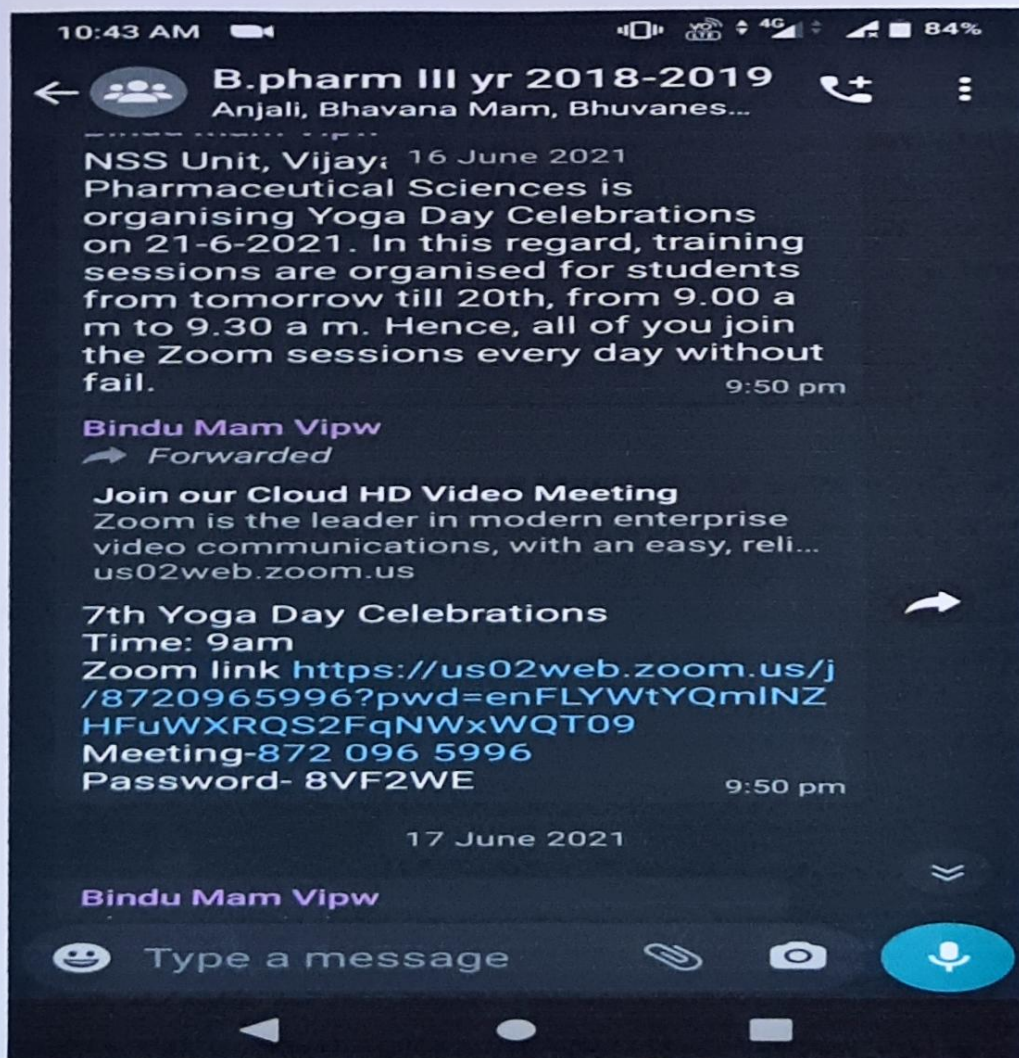 10:43 AM
4G 84%
B.pharm III yr 2018-2019
Anjali, Bhavana Mam, Bhuvanes...
16 June 2021
NSS Unit, Vijaya
Pharmaceutical Sciences is
organising Yoga Day Celebrations
on 21-6-2021. In this regard, training
sessions are organised for students
from tomorrow till 20th, from 9.00 a
m to 9.30 a m. Hence, all of you join
the Zoom sessions every day without
fail.
9:50 pm
Bindu Mam Vipw
Forwarded
Join our Cloud HD Video Meeting
Zoom is the leader in modern enterprise
video communications, with an easy, reli...
us02web.zoom.us
7th Yoga Day Celebrations
Time: 9am
Zoom link https://us02web.zoom.us/j
/8720965996?pwd=enFLYWtYQmlNZ
HFuWXRQS2FqNWxWQT09
Meeting-872 096 5996
Password- 8VF2WE
9:50 pm
17 June 2021
Bindu Mam Vipw
Type a message